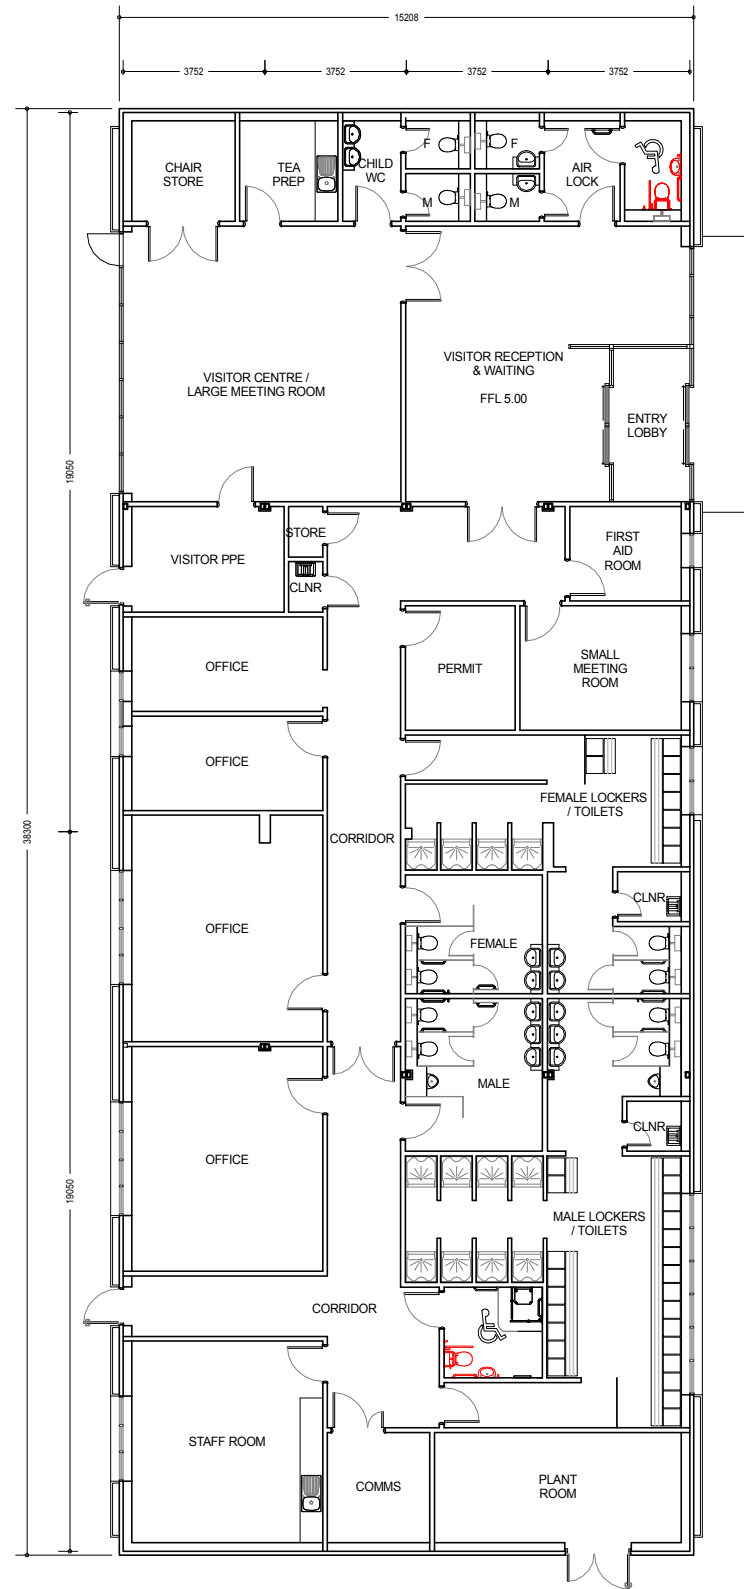 15208
3752
3752
3752
3752
CHAIR
STORE
TEA
PREP
CHILD
WC
F
F
M
M
AIR
LOCK
VISITOR CENTRE /
LARGE MEETING ROOM
VISITOR RECEPTION
& WAITING
FFL 5.00
ENTRY
LOBBY
19050
VISITOR PPE
STORE
CLNR
FIRST
AID
ROOM
OFFICE
PERMIT
SMALL
MEETING
ROOM
OFFICE
FEMALE LOCKERS
/ TOILETS
38300
CORRIDOR
CLNR
OFFICE
FEMALE
MALE
CLNR
OFFICE
19050
MALE LOCKERS
/ TOILETS
CORRIDOR
STAFF ROOM
COMMS
PLANT
ROOM